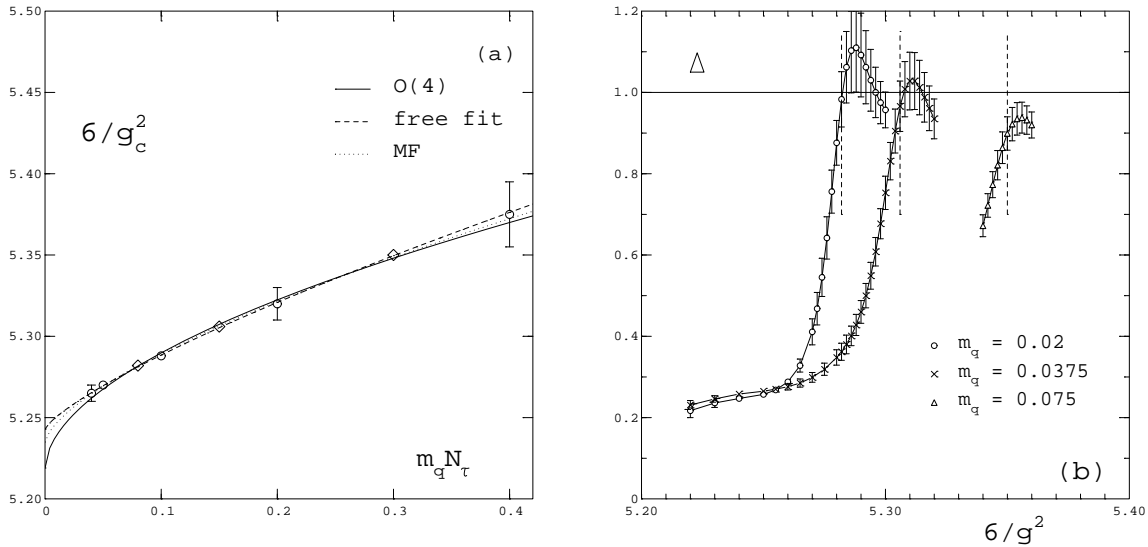 5.50
5.45
5.40
5.35
5.30
5.25
5.20
0
0.1
0.2
0.3
0.4
6/g_c^2
m_qN_τ
(a)
O(4)
free fit
MF
1.2
1.0
0.8
0.6
0.4
0.2
0
5.20
5.30
5.40
Δ
6/g^2
m_q = 0.02
m_q = 0.0375
m_q = 0.075
(b)